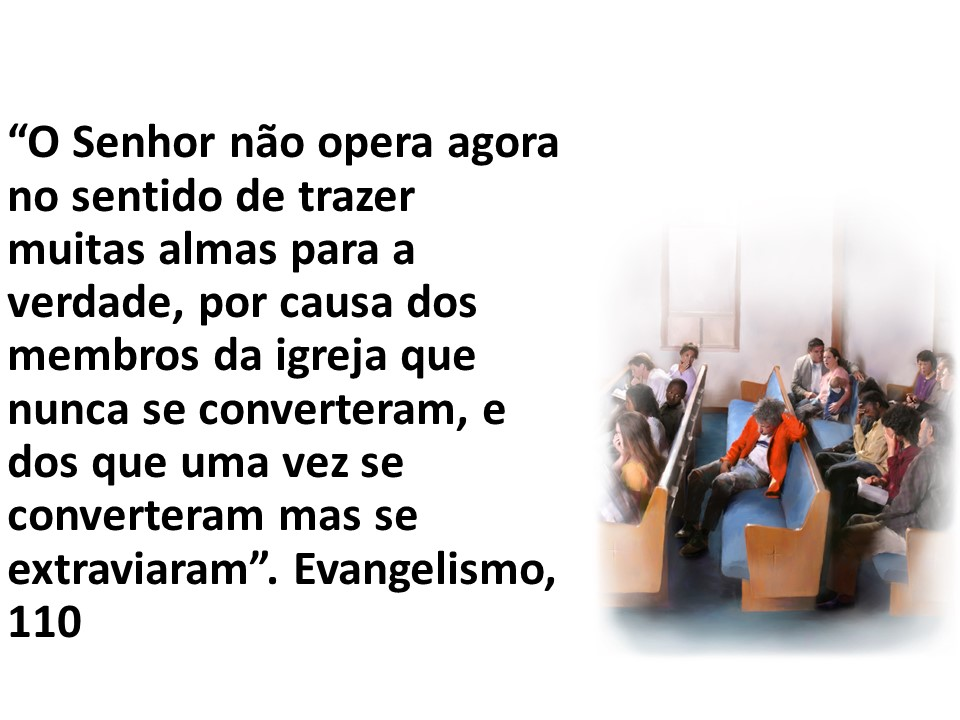 “O Senhor não opera agora
no sentido de trazer
muitas almas para a
verdade, por causa dos
membros da igreja que
nunca se converteram, e
dos que uma vez se
converteram mas se
extraviaram”. Evangelismo,
110